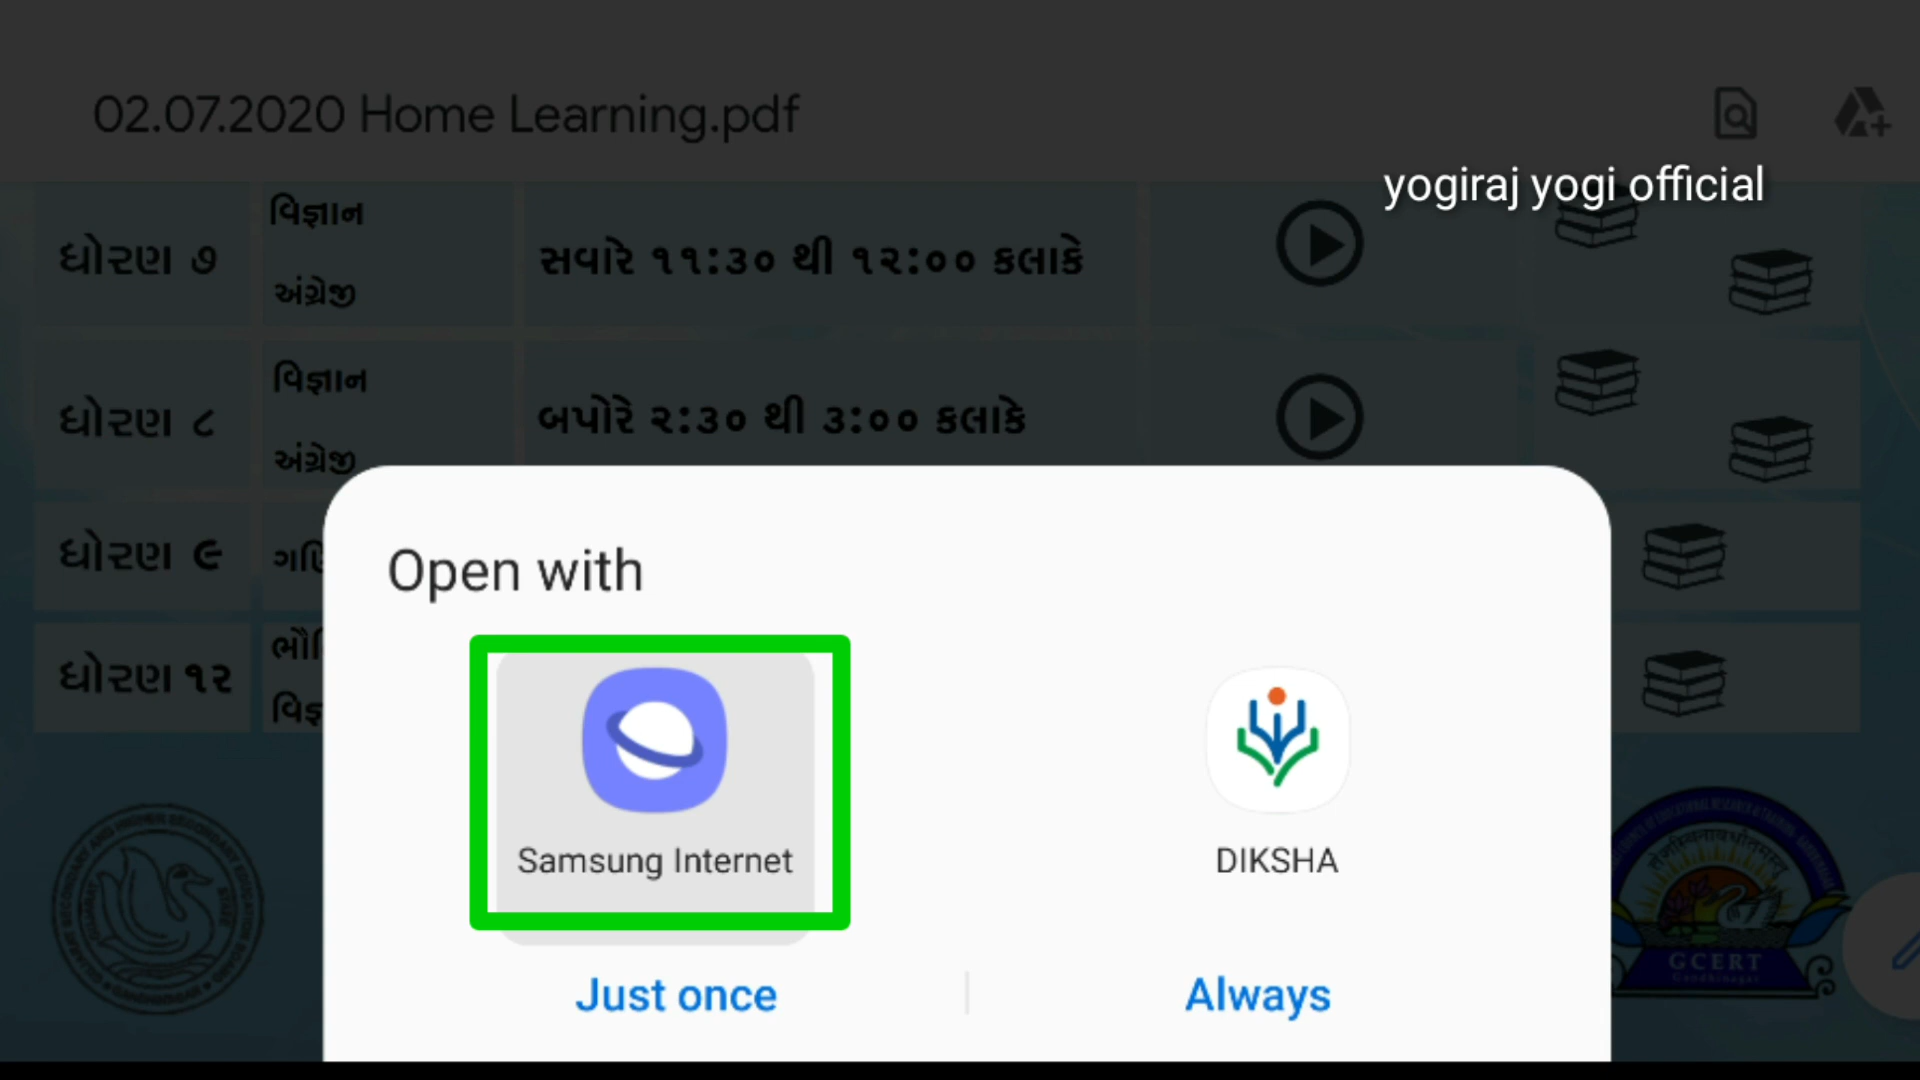 02.07.2020 Home Learning.pdf
yogiraj yogi official
ધોરણ ૭
વિજ્ઞાન
અંગ્રેજી
સવારે ૧૧:૩૦ થી ૧૨:૦૦ કલાકે
ધોરણ ૮
વિજ્ઞાન
અંગ્રેજી
બપોરે ૨:૩૦ થી ૩:૦૦ કલાકે
ધોરણ ૯
ધોરણ ૧૨
Open with
Samsung Internet
DIKSHA
Just once
Always
GCERT
Gandhinagar